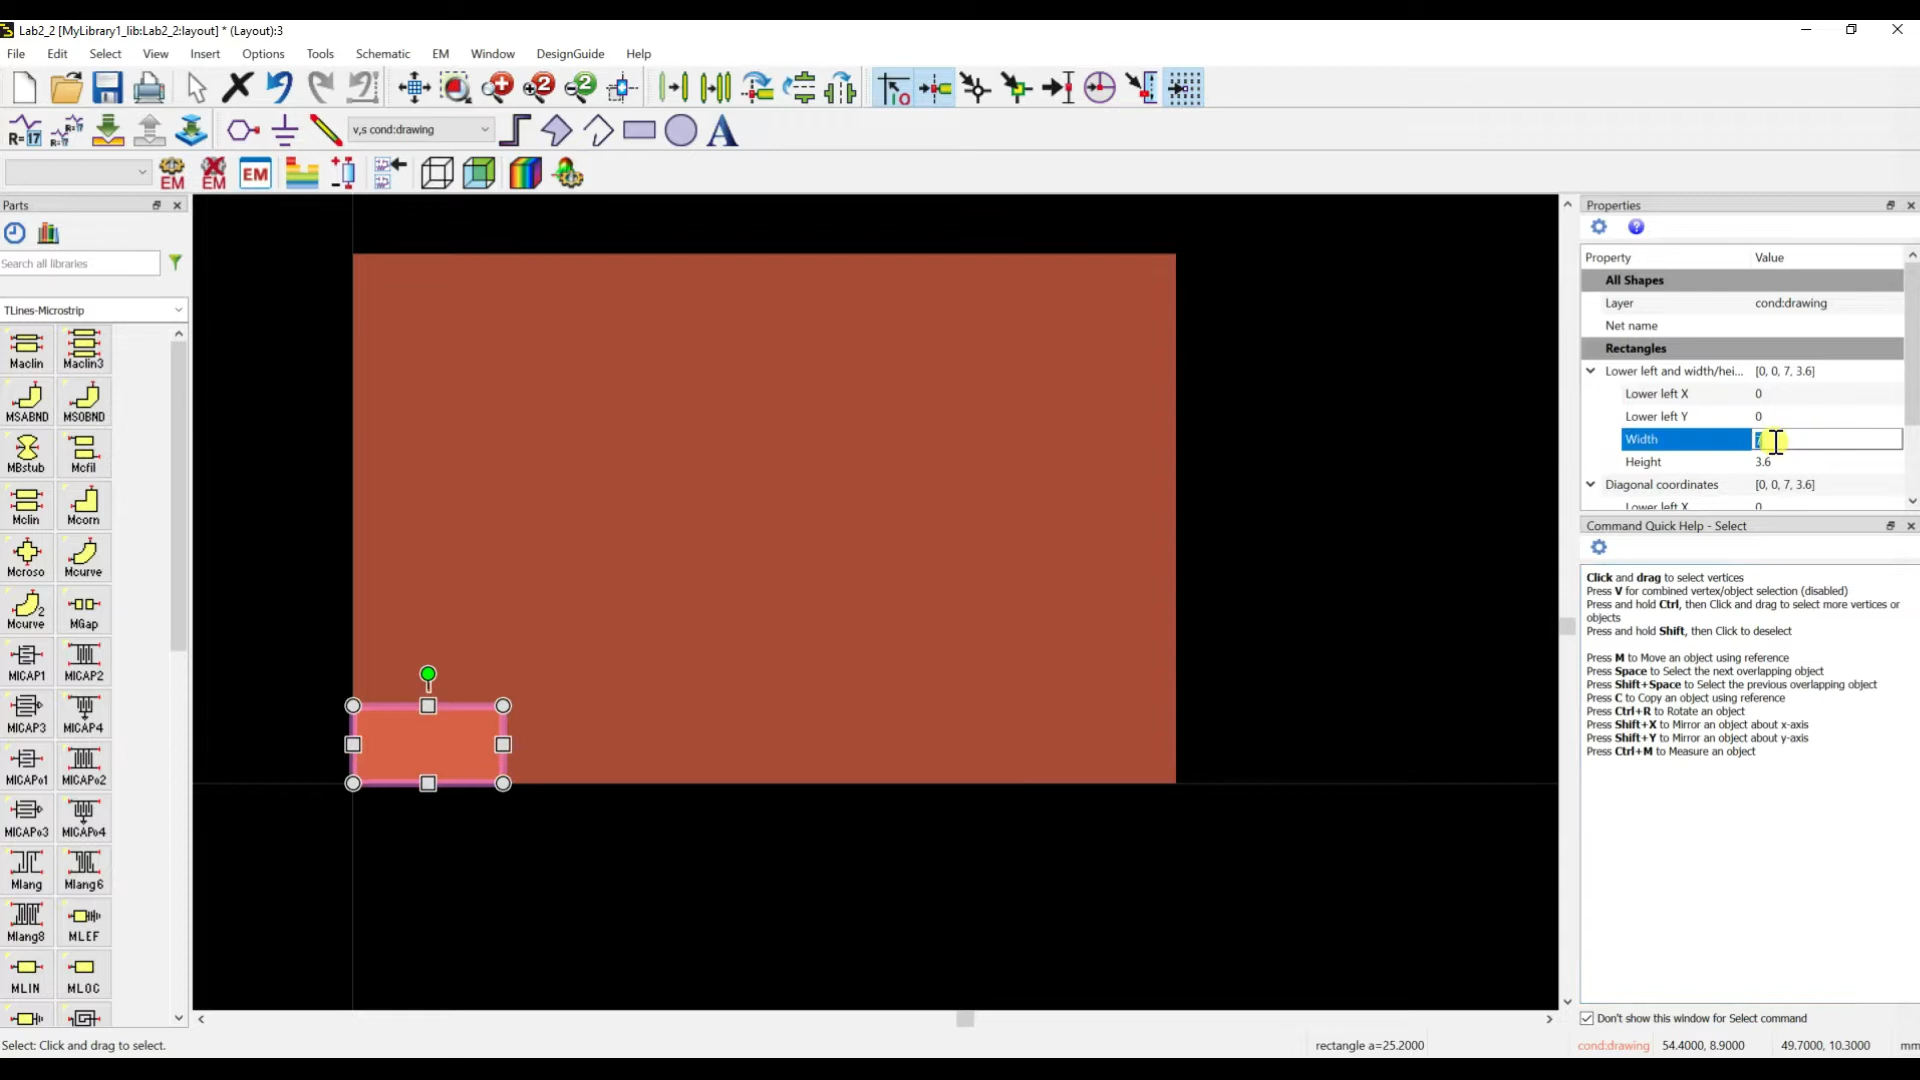 Lab2_2 [MyLibrary1_lib:Lab2_2:layout] * (Layout):3
File Edit Select View Insert Options Tools Schematic EM Window DesignGuide Help
v,s cond:drawing
EM EM EM
Parts
Search all libraries
TLines-Microstrip
Maclin Maclin3
MSABND MSOBND
MBstub Mcfil
Mclin Mcorn
Mcroso Mcurve
Mcurve MGap
MICAP1 MICAP2
MICAP3 MICAP4
MICAPo1 MICAPo2
MICAPo3 MICAPo4
Mlang Mlang6
Mlang8 MLEF
MLIN MLOC
Properties
Property Value
All Shapes
Layer cond:drawing
Net name
Rectangles
Lower left and width/hei... [0, 0, 7, 3.6]
Lower left X 0
Lower left Y 0
Width 7
Height 3.6
Diagonal coordinates [0, 0, 7, 3.6]
Lower left X 0
Command Quick Help - Select
Click and drag to select vertices
Press V for combined vertex/object selection (disabled)
Press and hold Ctrl, then Click and drag to select more vertices or
objects
Press and hold Shift, then Click to deselect
Press M to Move an object using reference
Press Space to Select the next overlapping object
Press Shift+Space to Select the previous overlapping object
Press C to Copy an object using reference
Press Ctrl+R to Rotate an object
Press Shift+X to Mirror an object about x-axis
Press Shift+Y to Mirror an object about y-axis
Press Ctrl+M to Measure an object
Don't show this window for Select command
Select: Click and drag to select.
rectangle a=25.2000
cond:drawing 54.4000, 8.9000 49.7000, 10.3000 mm